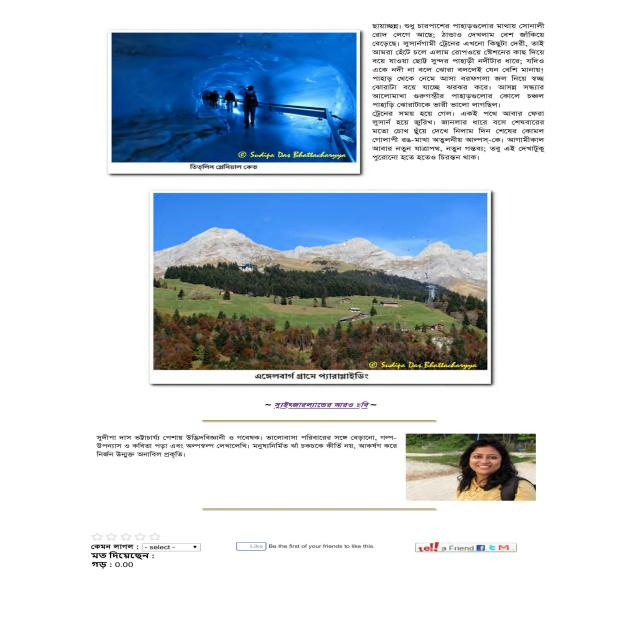 ছায়াচ্ছন্ন। শুধু চারপাশের পাহাড়গুলোর মাথায় সোনালী
রোদ লেগে আছে; ঠাণ্ডাও দেখলাম বেশ জাঁকিয়ে
বেড়েছে। লুসার্নগামী ট্রেনের এখনো কিছুটা দেরী, তাই
আমরা হেঁটে চলে এলাম রোপওয়ে স্টেশনের কাছ দিয়ে
বয়ে যাওয়া ছোট্ট সুন্দর পাহাড়ী নদীটার ধারে; যদিও
একে নদী না বলে ঝোরা বললেই যেন বেশি মানায়!
পাহাড় থেকে নেমে আসা বরফগলা জল নিয়ে স্বচ্ছ
ঝোরাটা বয়ে যাচ্ছে ঝরঝর করে। আসন্ন সন্ধ্যার
আলোমাখা গুরুগম্ভীর পাহাড়গুলোর কোলে চঞ্চল
পাহাড়ি ঝোরাটাকে ভারী ভালো লাগছিল।
ট্রেনের সময় হয়ে গেল। একই পথে আবার ফেরা
লুসার্ন হয়ে জুরিখ। জানলার ধারে বসে শেষবারের
মতো চোখ ছুঁয়ে দেখে নিলাম দিন শেষের কোমল
গোলাপী রঙ-মাখা অতুলনীয় আল্পস্-কে। আগামীকাল
আবার নতুন যাত্রাপথ, নতুন গন্তব্য; তবু এই দেখাটুকু
পুরোনো হতে হতেও চিরন্তন থাক।
© Sudipa Das Bhattacharyya
তিত্‌লিস গ্লেসিয়াল কেভ
© Sudipa Das Bhattacharyya
এঙ্গেলবার্গ গ্রামে প্যারাগ্লাইডিং
~ সুইৎজারল্যান্ডের আরও ছবি ~
সুদীপা দাস ভট্টাচার্য্য পেশায় উদ্ভিদবিজ্ঞানী ও গবেষক। ভালোবাসা পরিবারের সঙ্গে বেড়ানো, গল্প-
উপন্যাস ও কবিতা পড়া এবং অল্পস্বল্প লেখালেখি। মনুষ্যনির্মিত ঝাঁ চকচকে কীর্তি নয়, আকর্ষণ করে
নির্জন উন্মুক্ত অনাবিল প্রকৃতি।
কেমন লাগল : - select -
Like Be the first of your friends to like this.
tell a Friend
মত দিয়েছেন :
গড় : 0.00